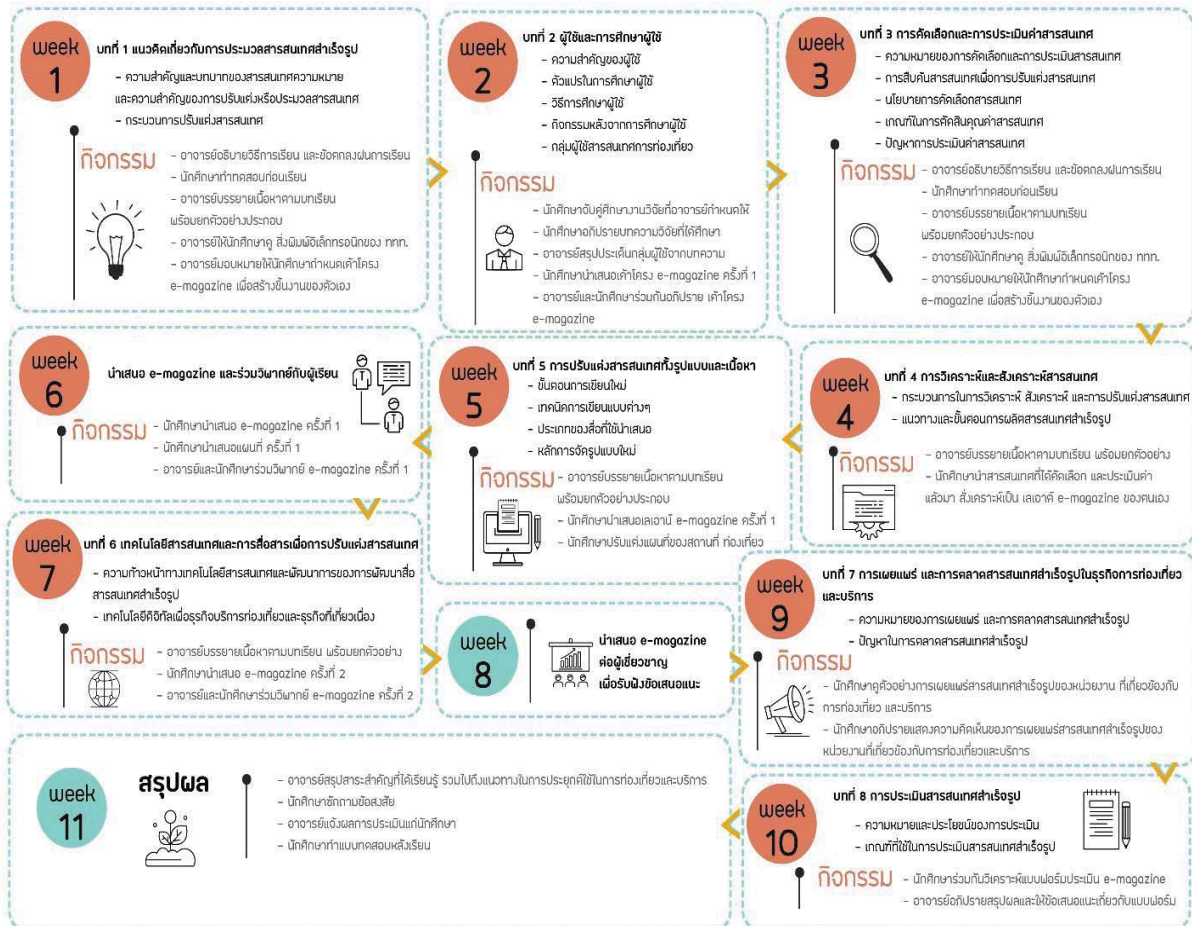 week
1
บทที่ 1 แนวคิดเกี่ยวกับการประมวลสารสนเทศสำเร็จรูป
- ความสำคัญและบทบาทของสารสนเทศความหมาย
และความสำคัญของการปรับแต่งหรือประมวลสารสนเทศ
- กระบวนการปรับแต่งสารสนเทศ
กิจกรรม
- อาจารย์อธิบายวิธีการเรียน และข้อตกลงฝนการเรียน
- นักศึกษาทำทดสอบก่อนเรียน
- อาจารย์บรรยายเนื้อหาตามบทเรียน
พร้อมยกตัวอย่างประกอบ
- อาจารย์ให้นักศึกษาดู สิ่งพิมพ์อิเล็กทรอนิกของ ททท.
- อาจารย์มอบหมายให้นักศึกษากำหนดเค้าโครง
e-magazine เพื่อสร้างชิ้นงานของตัวเอง
week
2
บทที่ 2 ผู้ใช้และการศึกษาผู้ใช้
- ความสำคัญของผู้ใช้
- ตัวแปรในการศึกษาผู้ใช้
- วิธีการศึกษาผู้ใช้
- กิจกรรมหลังจากการศึกษาผู้ใช้
- กลุ่มผู้ใช้สารสนเทศการท่องเที่ยว
กิจกรรม
- นักศึกษาจับคู่ศึกษางานวิจัยที่อาจารย์กำหนดให้
- นักศึกษาอภิปรายบทความวิจัยที่ได้ศึกษา
- อาจารย์สรุปประเด็นกลุ่มผู้ใช้จากบทความ
- นักศึกษานำเสนอเค้าโครง e-magazine ครั้งที่ 1
- อาจารย์และนักศึกษาร่วมกันอภิปราย เค้าโครง
e-magazine
week
3
บทที่ 3 การคัดเลือกและการประเมินค่าสารสนเทศ
- ความหมายของการคัดเลือกและการประเมินสารสนเทศ
- การสืบค้นสารสนเทศเพื่อการปรับแต่งสารสนเทศ
- นโยบายการคัดเลือกสารสนเทศ
- เกณฑ์ในการตัดสินคุณค่าสารสนเทศ
- ปัญหาการประเมินค่าสารสนเทศ
กิจกรรม
- อาจารย์อธิบายวิธีการเรียน และข้อตกลงฝนการเรียน
- นักศึกษาทำทดสอบก่อนเรียน
- อาจารย์บรรยายเนื้อหาตามบทเรียน
พร้อมยกตัวอย่างประกอบ
- อาจารย์ให้นักศึกษาดู สิ่งพิมพ์อิเล็กทรอนิกของ ททท.
- อาจารย์มอบหมายให้นักศึกษากำหนดเค้าโครง
e-magazine เพื่อสร้างชิ้นงานของตัวเอง
week
4
บทที่ 4 การวิเคราะห์และสังเคราะห์สารสนเทศ
- กระบวนการในการวิเคราะห์ สังเคราะห์ และการปรับแต่งสารสนเทศ
- แนวทางและขั้นตอนการผลิตสารสนเทศสำเร็จรูป
กิจกรรม
- อาจารย์บรรยายเนื้อหาตามบทเรียน พร้อมยกตัวอย่าง
- นักศึกษานำสารสนเทศที่ได้คัดเลือก และประเมินค่า
แล้วมา สังเคราะห์เป็น เลเอาท์ e-magazine ของตนเอง
week
5
บทที่ 5 การปรับแต่งสารสนเทศทั้งรูปแบบและเนื้อหา
- ขั้นตอนการเขียนใหม่
- เทคนิคการเขียนแบบต่างๆ
- ประเภทของสื่อที่ใช้นำเสนอ
- หลักการจัดรูปแบบใหม่
กิจกรรม
- อาจารย์บรรยายเนื้อหาตามบทเรียน
พร้อมยกตัวอย่างประกอบ
- นักศึกษานำเสนอเลเอาน์ e-magazine ครั้งที่ 1
- นักศึกษาปรับแต่งแผนที่ของสถานที่ ท่องเที่ยว
week
6
นำเสนอ e-magazine และร่วมวิพากย์กับผู้เรียน
กิจกรรม
- นักศึกษานำเสนอ e-magazine ครั้งที่ 1
- นักศึกษานำเสนอแผนที่ ครั้งที่ 1
- อาจารย์และนักศึกษาร่วมวิพากย์ e-magazine ครั้งที่ 1
week
7
บทที่ 6 เทคโนโลยีสารสนเทศและการสื่อสารเพื่อการปรับแต่งสารสนเทศ
- ความก้าวหน้าทางเทคโนโลยีสารสนเทศและพัฒนาการของการพัฒนาสื่อ
สารสนเทศสำเร็จรูป
- เทคโนโลยีดิจิทัลเพื่อธุรกิจบริการท่องเที่ยวและธุรกิจที่เกี่ยวเนื่อง
กิจกรรม
- อาจารย์บรรยายเนื้อหาตามบทเรียน พร้อมยกตัวอย่าง
- นักศึกษานำเสนอ e-magazine ครั้งที่ 2
- อาจารย์และนักศึกษาร่วมวิพากย์ e-magazine ครั้งที่ 2
week
8
นำเสนอ e-magazine
ต่อผู้เชี่ยวชาญ
เพื่อรับฟังข้อเสนอแนะ
week
9
บทที่ 7 การเผยแพร่ และการตลาดสารสนเทศสำเร็จรูปในธุรกิจการท่องเที่ยว
และบริการ
- ความหมายของการเผยแพร่ และการตลาดสารสนเทศสำเร็จรูป
- ปัญหาในการตลาดสารสนเทศสำเร็จรูป
กิจกรรม
- นักศึกษาดูตัวอย่างการเผยแพร่สารสนเทศสำเร็จรูปของหน่วยงาน ที่เกี่ยวข้องกับ
การท่องเที่ยว และบริการ
- นักศึกษาอภิปรายแสดงความคิดเห็นของการเผยแพร่สารสนเทศสำเร็จรูปของ
หน่วยงานที่เกี่ยวข้องกับการท่องเที่ยวและบริการ
week
10
บทที่ 8 การประเมินสารสนเทศสำเร็จรูป
- ความหมายและประโยชน์ของการประเมิน
- เกณฑ์ที่ใช้ในการประเมินสารสนเทศสำเร็จรูป
กิจกรรม
- นักศึกษาร่วมกันวิเคราะห์แบบฟอร์มประเมิน e-magazine
- อาจารย์อภิปรายสรุปผลและให้ข้อเสนอแนะเกี่ยวกับแบบฟอร์ม
week
11
สรุปผล
- อาจารย์สรุปสาระสำคัญที่ได้เรียนรู้ รวมไปถึงแนวทางในการประยุกต์ใช้ในการท่องเที่ยวและบริการ
- นักศึกษาซักถามข้อสงสัย
- อาจารย์แจ้งผลการประเมินแก่นักศึกษา
- นักศึกษาทำแบบทดสอบหลังเรียน